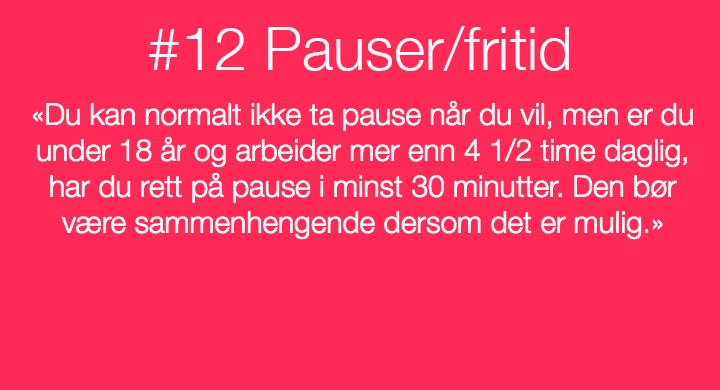 #12 Pauser/fritid
«Du kan normalt ikke ta pause når du vil, men er du
under 18 år og arbeider mer enn 4 1/2 time daglig,
har du rett på pause i minst 30 minutter. Den bør
være sammenhengende dersom det er mulig.»